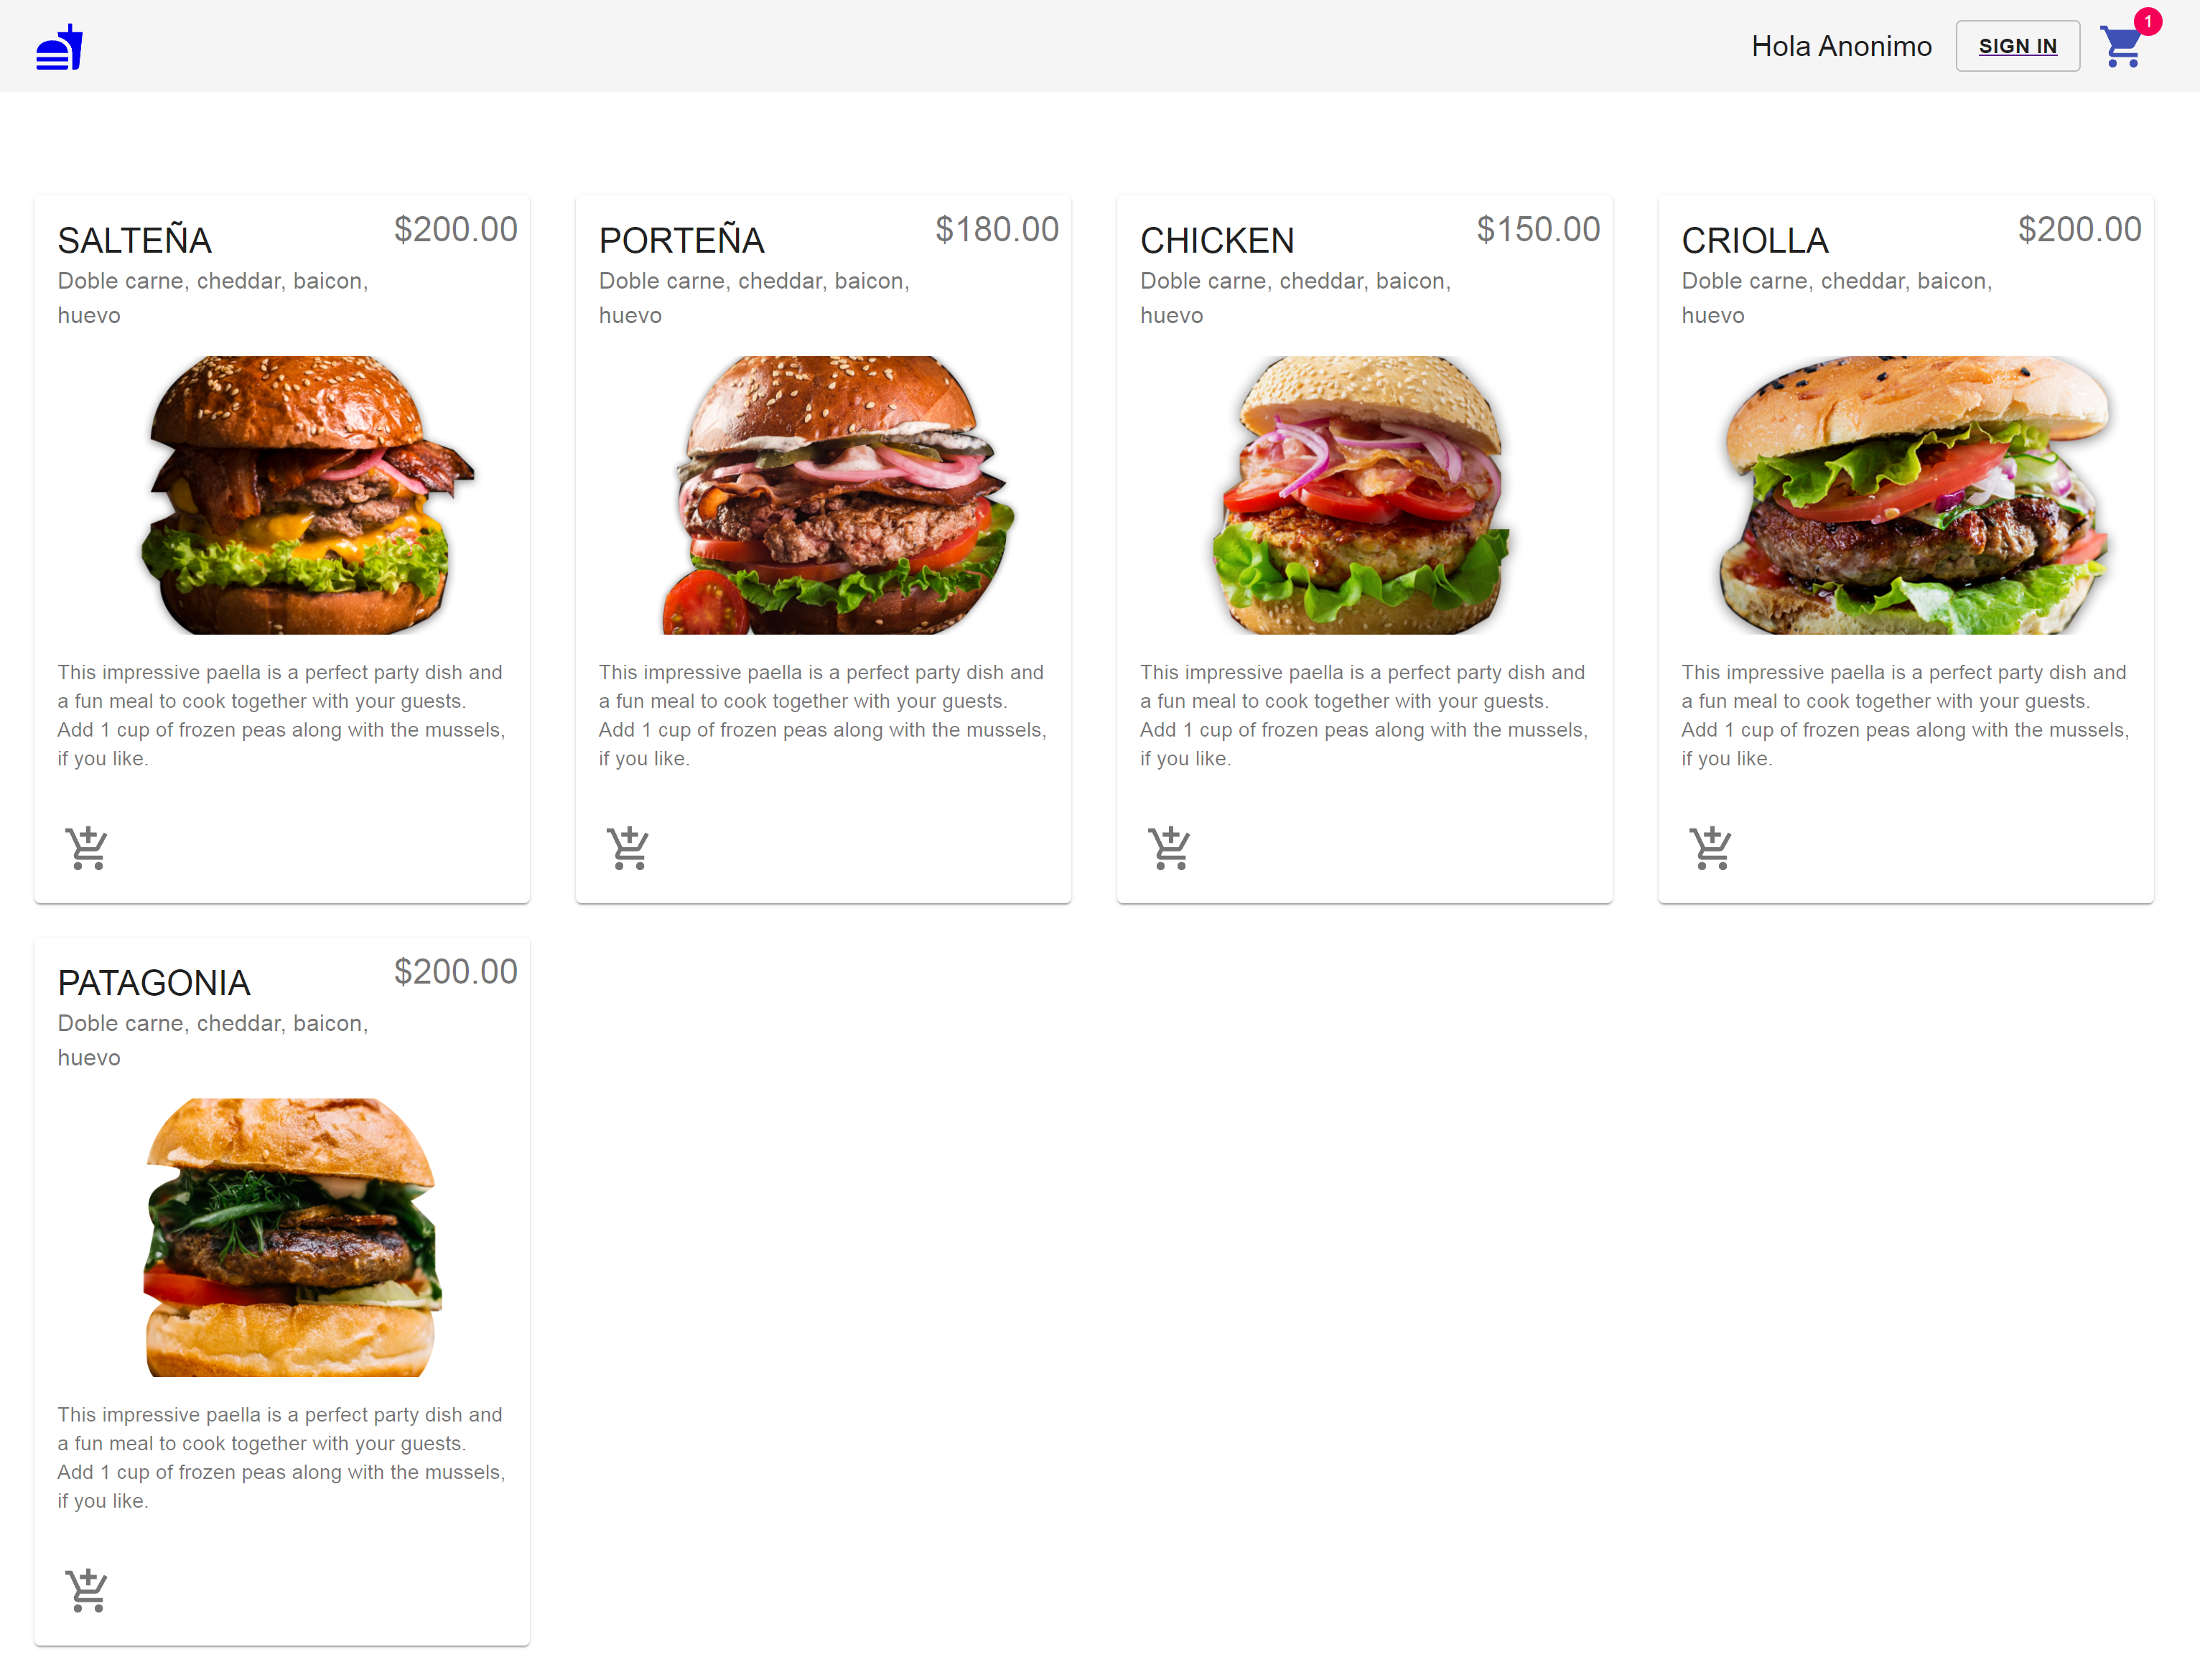 Hola Anonimo
SIGN IN
1
SALTEÑA
$200.00
Doble carne, cheddar, baicon,
huevo
This impressive paella is a perfect party dish and
a fun meal to cook together with your guests.
Add 1 cup of frozen peas along with the mussels,
if you like.
PORTEÑA
$180.00
Doble carne, cheddar, baicon,
huevo
This impressive paella is a perfect party dish and
a fun meal to cook together with your guests.
Add 1 cup of frozen peas along with the mussels,
if you like.
CHICKEN
$150.00
Doble carne, cheddar, baicon,
huevo
This impressive paella is a perfect party dish and
a fun meal to cook together with your guests.
Add 1 cup of frozen peas along with the mussels,
if you like.
CRIOLLA
$200.00
Doble carne, cheddar, baicon,
huevo
This impressive paella is a perfect party dish and
a fun meal to cook together with your guests.
Add 1 cup of frozen peas along with the mussels,
if you like.
PATAGONIA
$200.00
Doble carne, cheddar, baicon,
huevo
This impressive paella is a perfect party dish and
a fun meal to cook together with your guests.
Add 1 cup of frozen peas along with the mussels,
if you like.